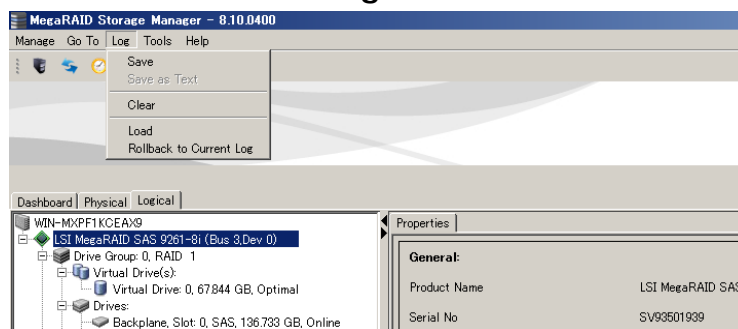 MegaRAID Storage Manager - 8.10.0400
Manage Go To Log Tools Help
Save
Save as Text
Clear
Load
Rollback to Current Log
Dashboard Physical Logical
WIN-MXPF1KCEAX9
LSI MegaRAID SAS 9261-8i (Bus 3,Dev 0)
Drive Group: 0, RAID 1
Virtual Drive(s):
Virtual Drive: 0, 67.844 GB, Optimal
Drives:
Backplane, Slot: 0, SAS, 136.733 GB, Online
Properties
General:
Product Name LSI MegaRAID SAS
Serial No SV93501939